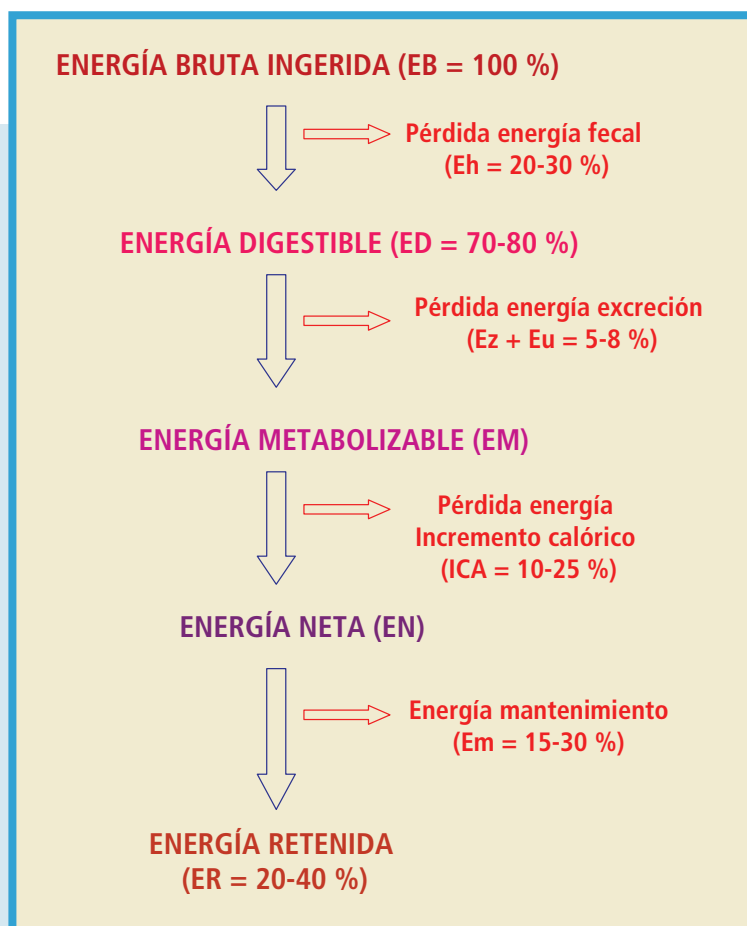 ENERGÍA BRUTA INGERIDA (EB = 100 %)
Pérdida energía fecal
(Eh = 20-30 %)
ENERGÍA DIGESTIBLE (ED = 70-80 %)
Pérdida energía excreción
(Ez + Eu = 5-8 %)
ENERGÍA METABOLIZABLE (EM)
Pérdida energía
Incremento calórico
(ICA = 10-25 %)
ENERGÍA NETA (EN)
Energía mantenimiento
(Em = 15-30 %)
ENERGÍA RETENIDA
(ER = 20-40 %)